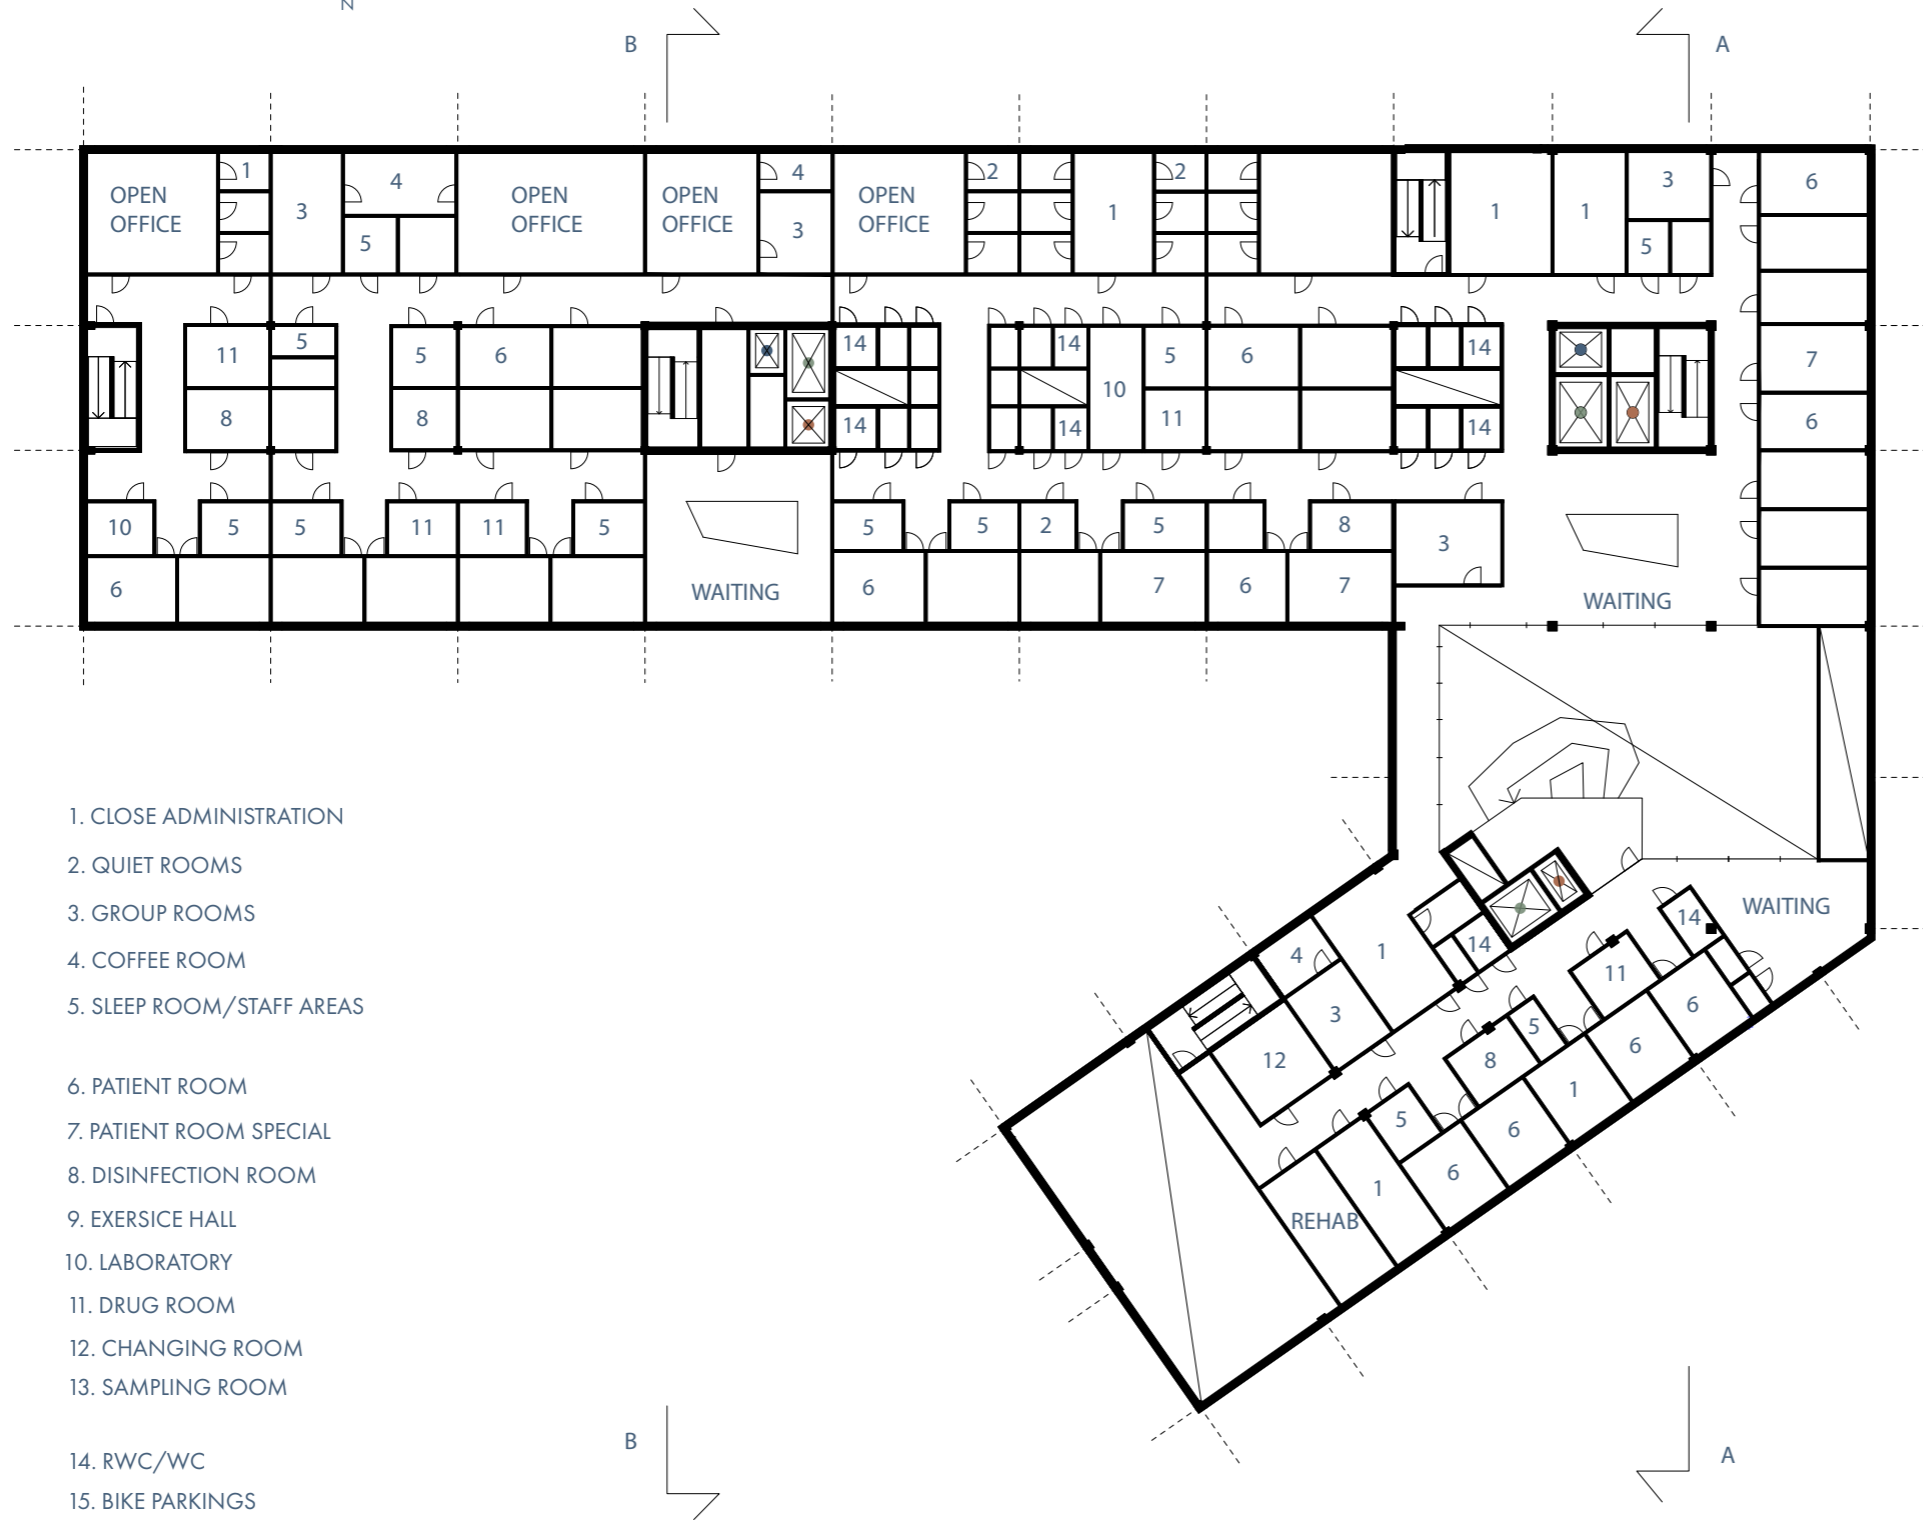 N
B
A
OPEN
OFFICE
1
3
4
5
OPEN
OFFICE
OPEN
OFFICE
4
3
OPEN
OFFICE
2
1
2
1
1
3
5
6
11
5
8
5
6
8
14
14
14
14
10
5
11
6
14
14
7
6
10
5
5
11
11
5
6
WAITING
5
5
2
5
8
3
6
7
6
7
WAITING
WAITING
14
14
11
4
1
3
12
6
5
8
6
1
5
6
6
1
REHAB
1. CLOSE ADMINISTRATION
2. QUIET ROOMS
3. GROUP ROOMS
4. COFFEE ROOM
5. SLEEP ROOM/STAFF AREAS
6. PATIENT ROOM
7. PATIENT ROOM SPECIAL
8. DISINFECTION ROOM
9. EXERSICE HALL
10. LABORATORY
11. DRUG ROOM
12. CHANGING ROOM
13. SAMPLING ROOM
14. RWC/WC
15. BIKE PARKINGS
B
A